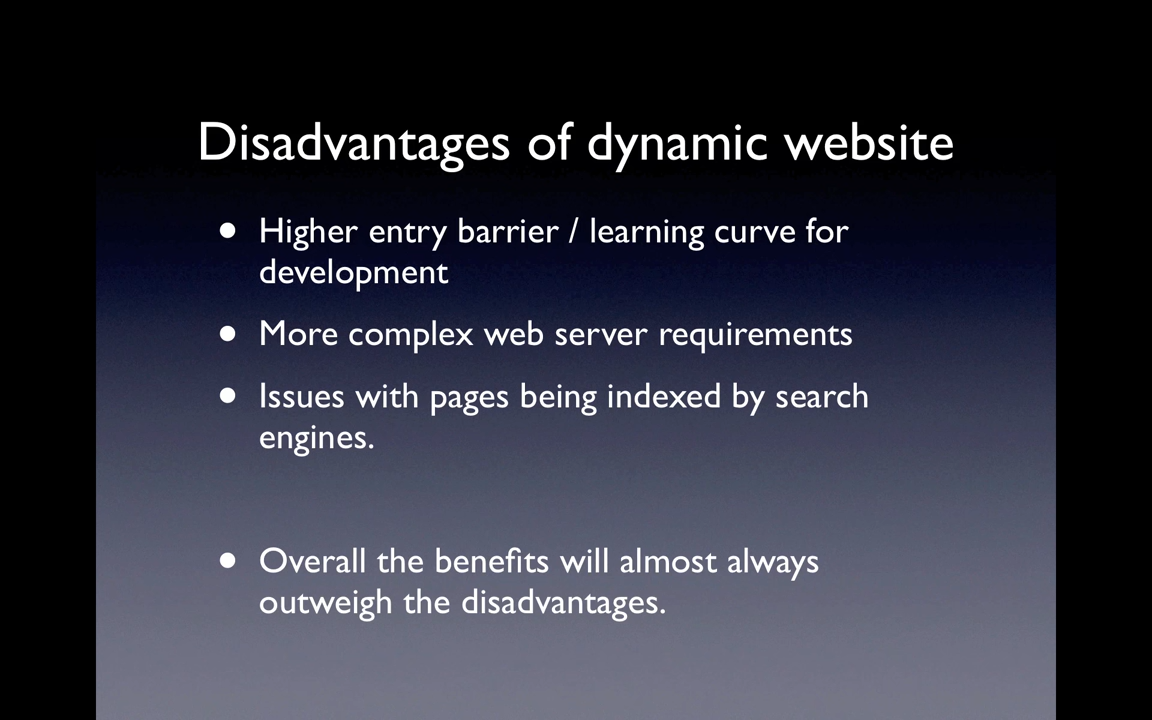 Disadvantages of dynamic website
• Higher entry barrier / learning curve for
development
• More complex web server requirements
• Issues with pages being indexed by search
engines.
• Overall the benefits will almost always
outweigh the disadvantages.